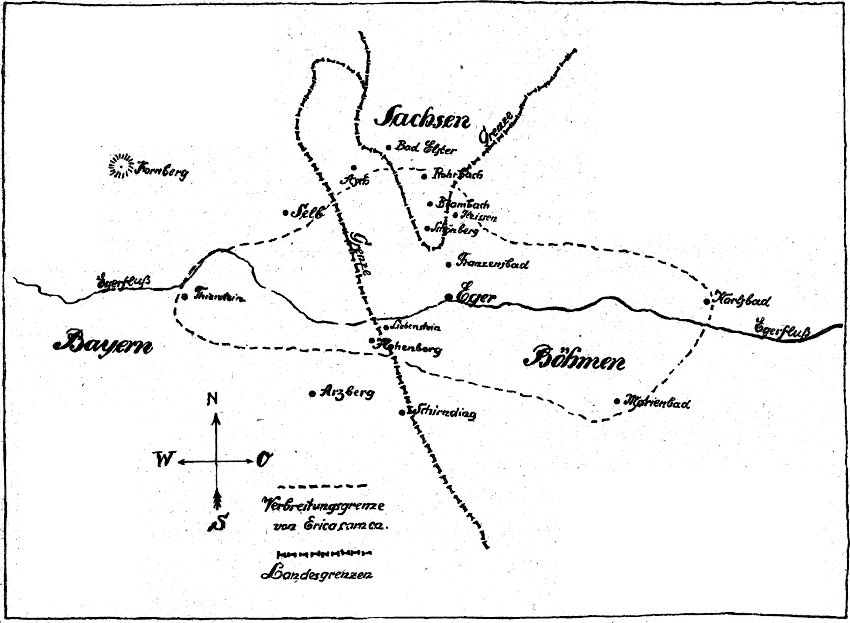 Sachsen
Grenze
Bad Elster
Kornberg
Asch
Rohrbach
Selb
Brambach
Schönberg
Grenze
Franzensbad
Egerfluß
Thierstein
Eger
Karlsbad
Liebenstein
Egerfluß
Bayern
Hohenberg
Böhmen
Arzberg
Marienbad
Schirnding
N
W
O
S
Verbreitungsgrenze
von Erica carnea.
Landesgrenzen